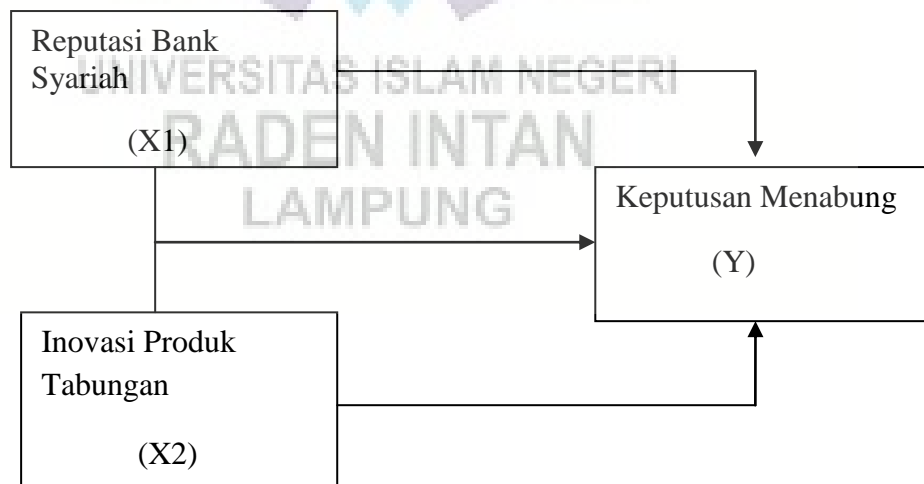 Reputasi Bank
Syariah
(X1)
UNIVERSITAS ISLAM NEGERI
RADEN INTAN
LAMPUNG
Keputusan Menabung
(Y)
Inovasi Produk
Tabungan
(X2)